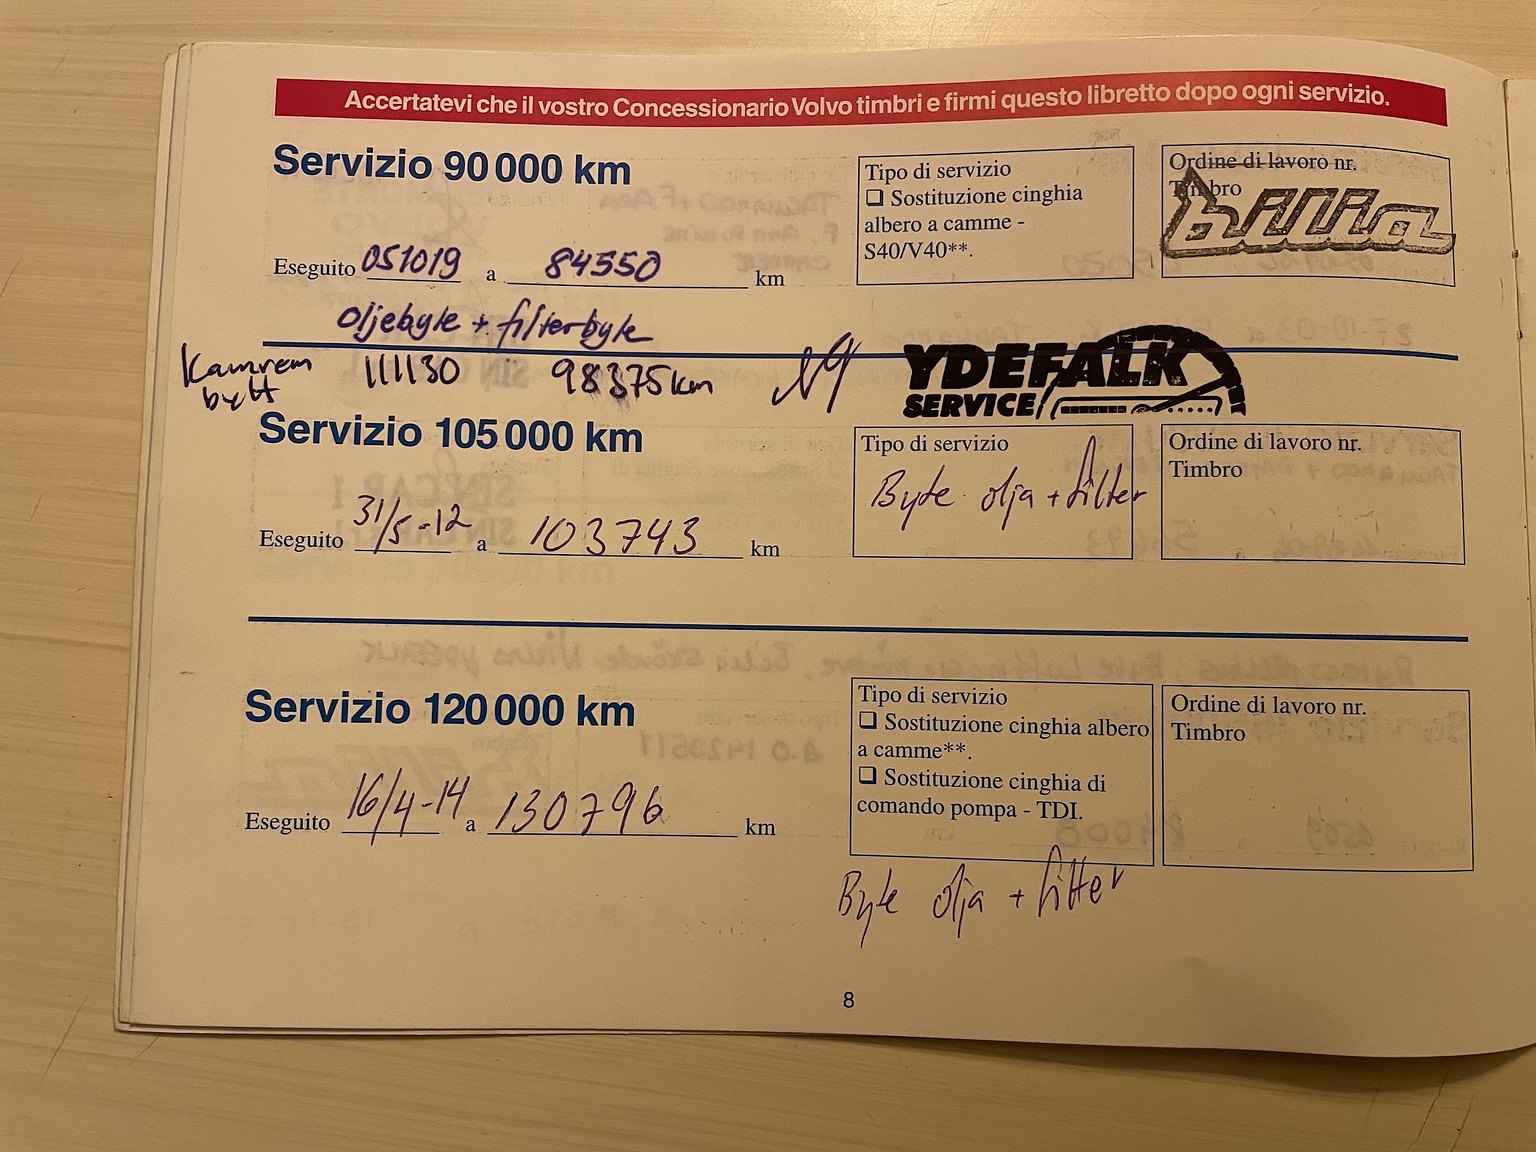 Accertatevi che il vostro Concessionario Volvo timbri e firmi questo libretto dopo ogni servizio.
Servizio 90 000 km
Tipo di servizio
❑ Sostituzione cinghia
albero a camme -
S40/V40**.
Ordine di lavoro nr.
Timbro
Eseguito 051019 a 84550 km
oljebyte + filterbyte
Kamrem
bytt
111130 98375 km
YDEFALK
SERVICE
Servizio 105 000 km
Tipo di servizio
Byte olja + filter
Ordine di lavoro nr.
Timbro
Eseguito 31/5-12 a 103743 km
Servizio 120 000 km
Tipo di servizio
❑ Sostituzione cinghia albero
a camme**.
❑ Sostituzione cinghia di
comando pompa - TDI.
Ordine di lavoro nr.
Timbro
Eseguito 16/4-14 a 130796 km
Byte olja + filter
8